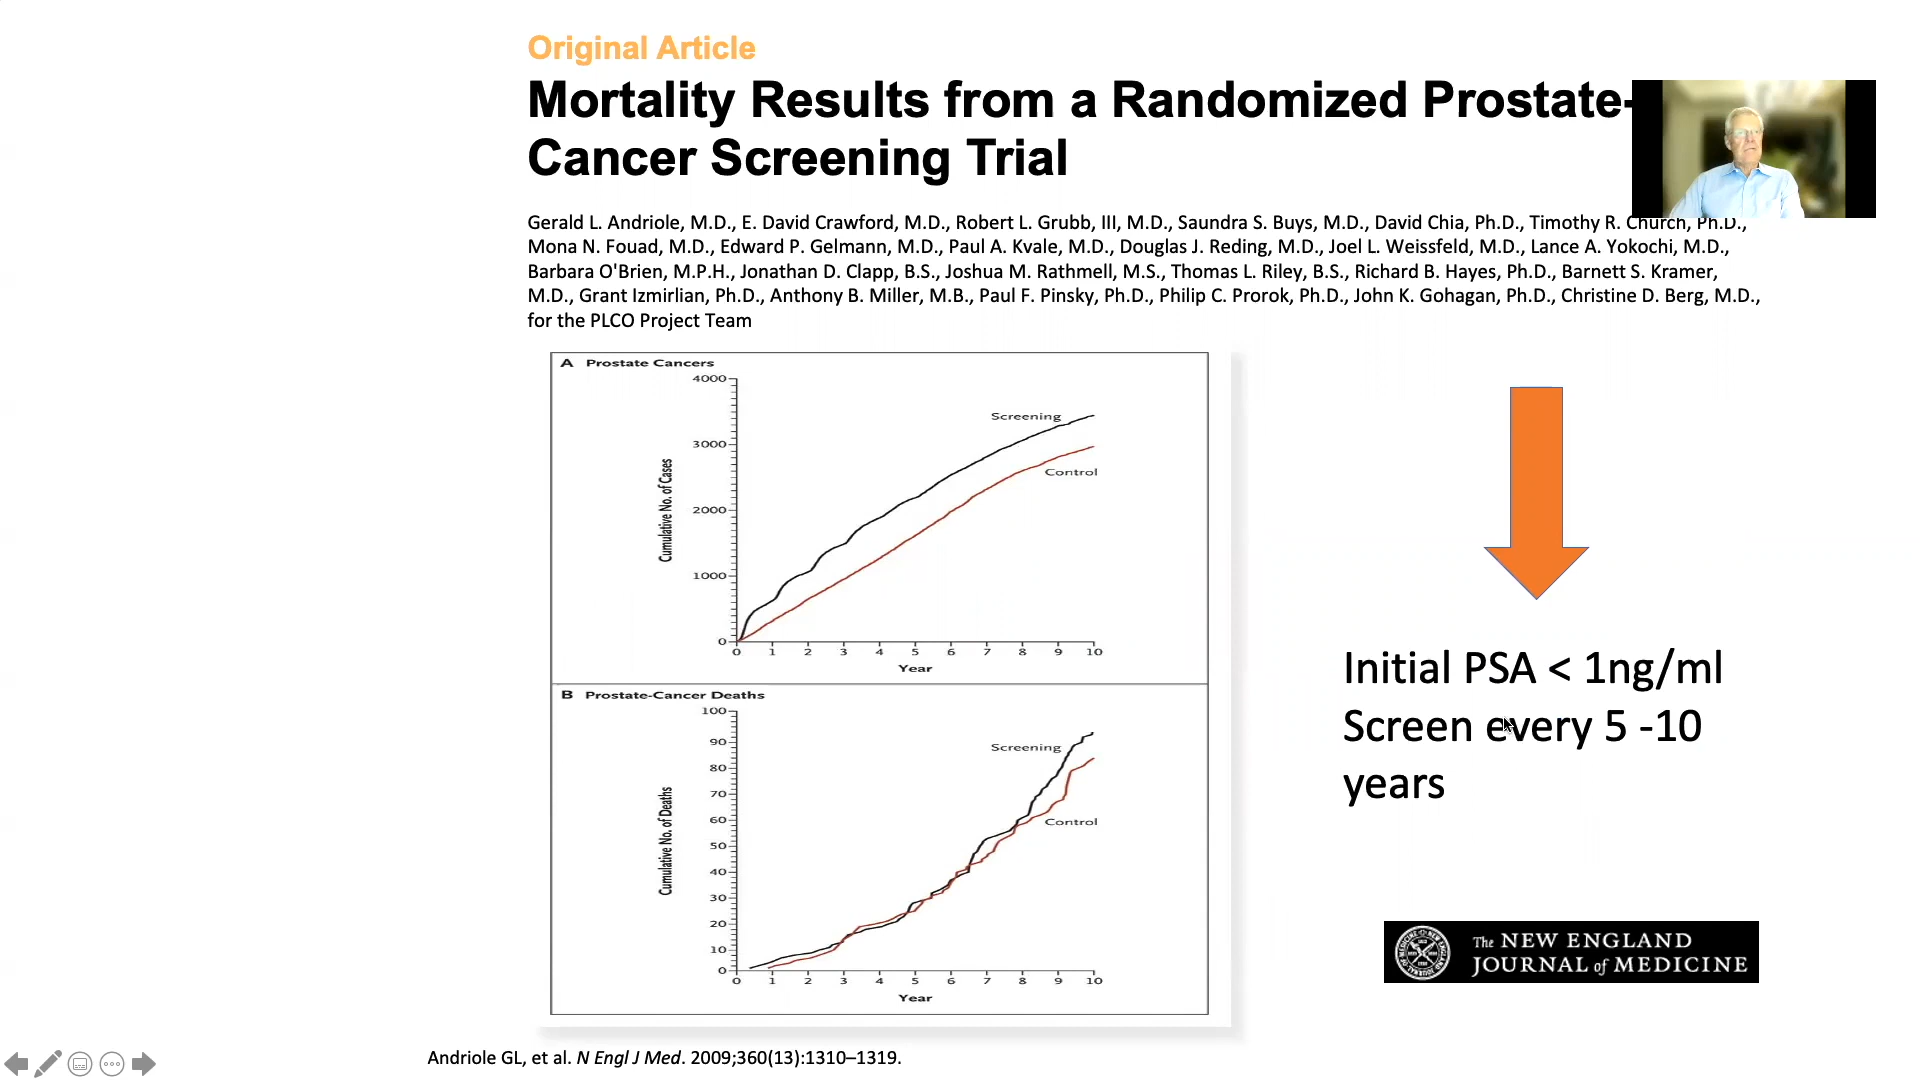 Original Article
Mortality Results from a Randomized Prostate-
Cancer Screening Trial
Gerald L. Andriole, M.D., E. David Crawford, M.D., Robert L. Grubb, III, M.D., Saundra S. Buys, M.D., David Chia, Ph.D., Timothy R. Church, Ph.D.,
Mona N. Fouad, M.D., Edward P. Gelmann, M.D., Paul A. Kvale, M.D., Douglas J. Reding, M.D., Joel L. Weissfeld, M.D., Lance A. Yokochi, M.D.,
Barbara O'Brien, M.P.H., Jonathan D. Clapp, B.S., Joshua M. Rathmell, M.S., Thomas L. Riley, B.S., Richard B. Hayes, Ph.D., Barnett S. Kramer,
M.D., Grant Izmirlian, Ph.D., Anthony B. Miller, M.B., Paul F. Pinsky, Ph.D., Philip C. Prorok, Ph.D., John K. Gohagan, Ph.D., Christine D. Berg, M.D.,
for the PLCO Project Team
A Prostate Cancers
4000
3000
2000
1000
0
Cumulative No. of Cases
Screening
Control
0 1 2 3 4 5 6 7 8 9 10
Year
B Prostate-Cancer Deaths
100
90
80
70
60
50
40
30
20
10
0
Cumulative No. of Deaths
Screening
Control
0 1 2 3 4 5 6 7 8 9 10
Year
Initial PSA < 1ng/ml
Screen every 5 -10
years
The NEW ENGLAND
JOURNAL of MEDICINE
Andriole GL, et al. N Engl J Med. 2009;360(13):1310–1319.